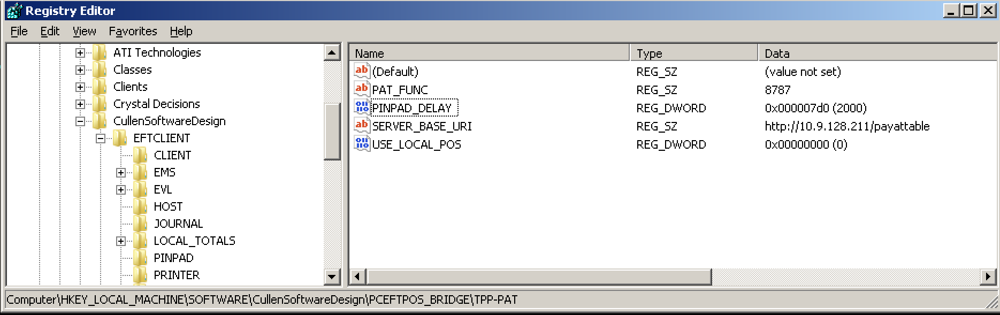 Registry Editor
File Edit View Favorites Help
ATI Technologies
Classes
Clients
Crystal Decisions
CullenSoftwareDesign
EFTCLIENT
CLIENT
EMS
EVL
HOST
JOURNAL
LOCAL_TOTALS
PINPAD
PRINTER
Name Type Data
(Default) REG_SZ (value not set)
PAT_FUNC REG_SZ 8787
PINPAD_DELAY REG_DWORD 0x000007d0 (2000)
SERVER_BASE_URI REG_SZ http://10.9.128.211/payattable
USE_LOCAL_POS REG_DWORD 0x00000000 (0)
Computer\HKEY_LOCAL_MACHINE\SOFTWARE\CullenSoftwareDesign\PCEFTPOS_BRIDGE\TPP-PAT